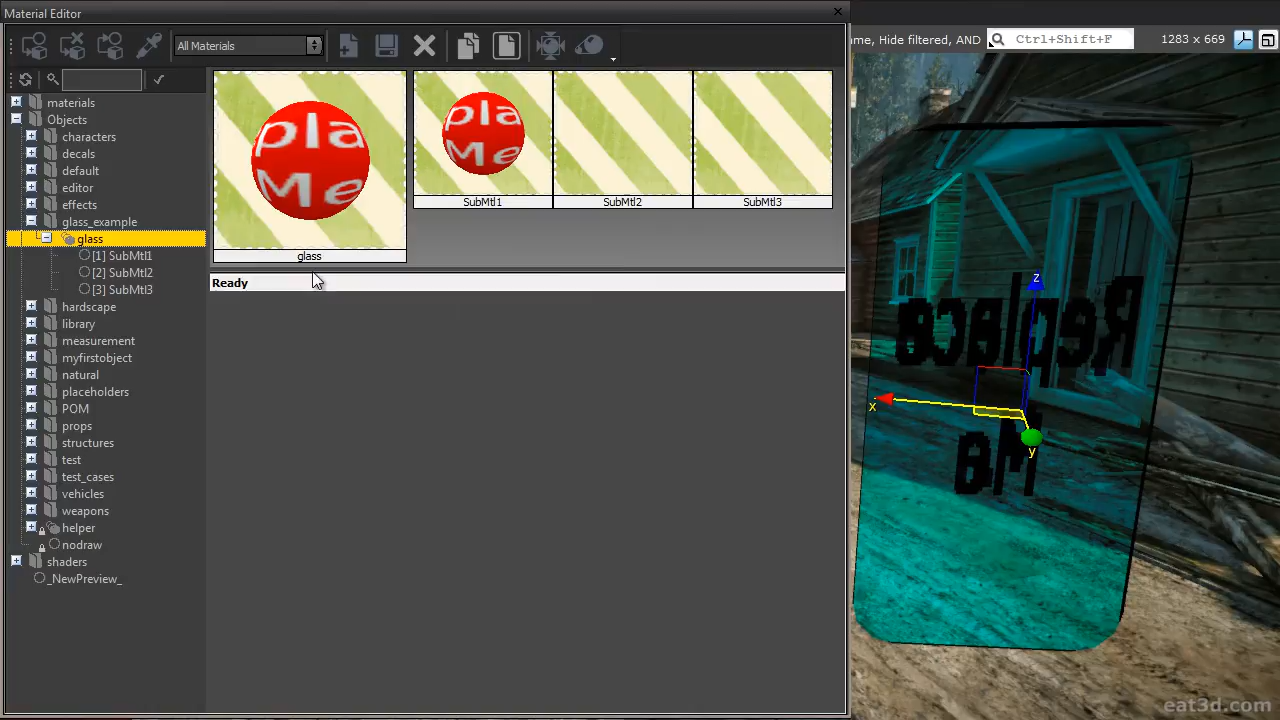 Material Editor
All Materials
ame, Hide filtered, AND
Ctrl+Shift+F
1283 x 669
materials
Objects
characters
decals
default
editor
effects
glass_example
glass
[1] SubMtl1
[2] SubMtl2
[3] SubMtl3
hardscape
library
measurement
myfirstobject
natural
placeholders
POM
props
structures
test
test_cases
vehicles
weapons
helper
nodraw
shaders
_NewPreview_
pla
Me
glass
pla
Me
SubMtl1
SubMtl2
SubMtl3
Ready
Replace
Me
z
x
y
eat3d.com